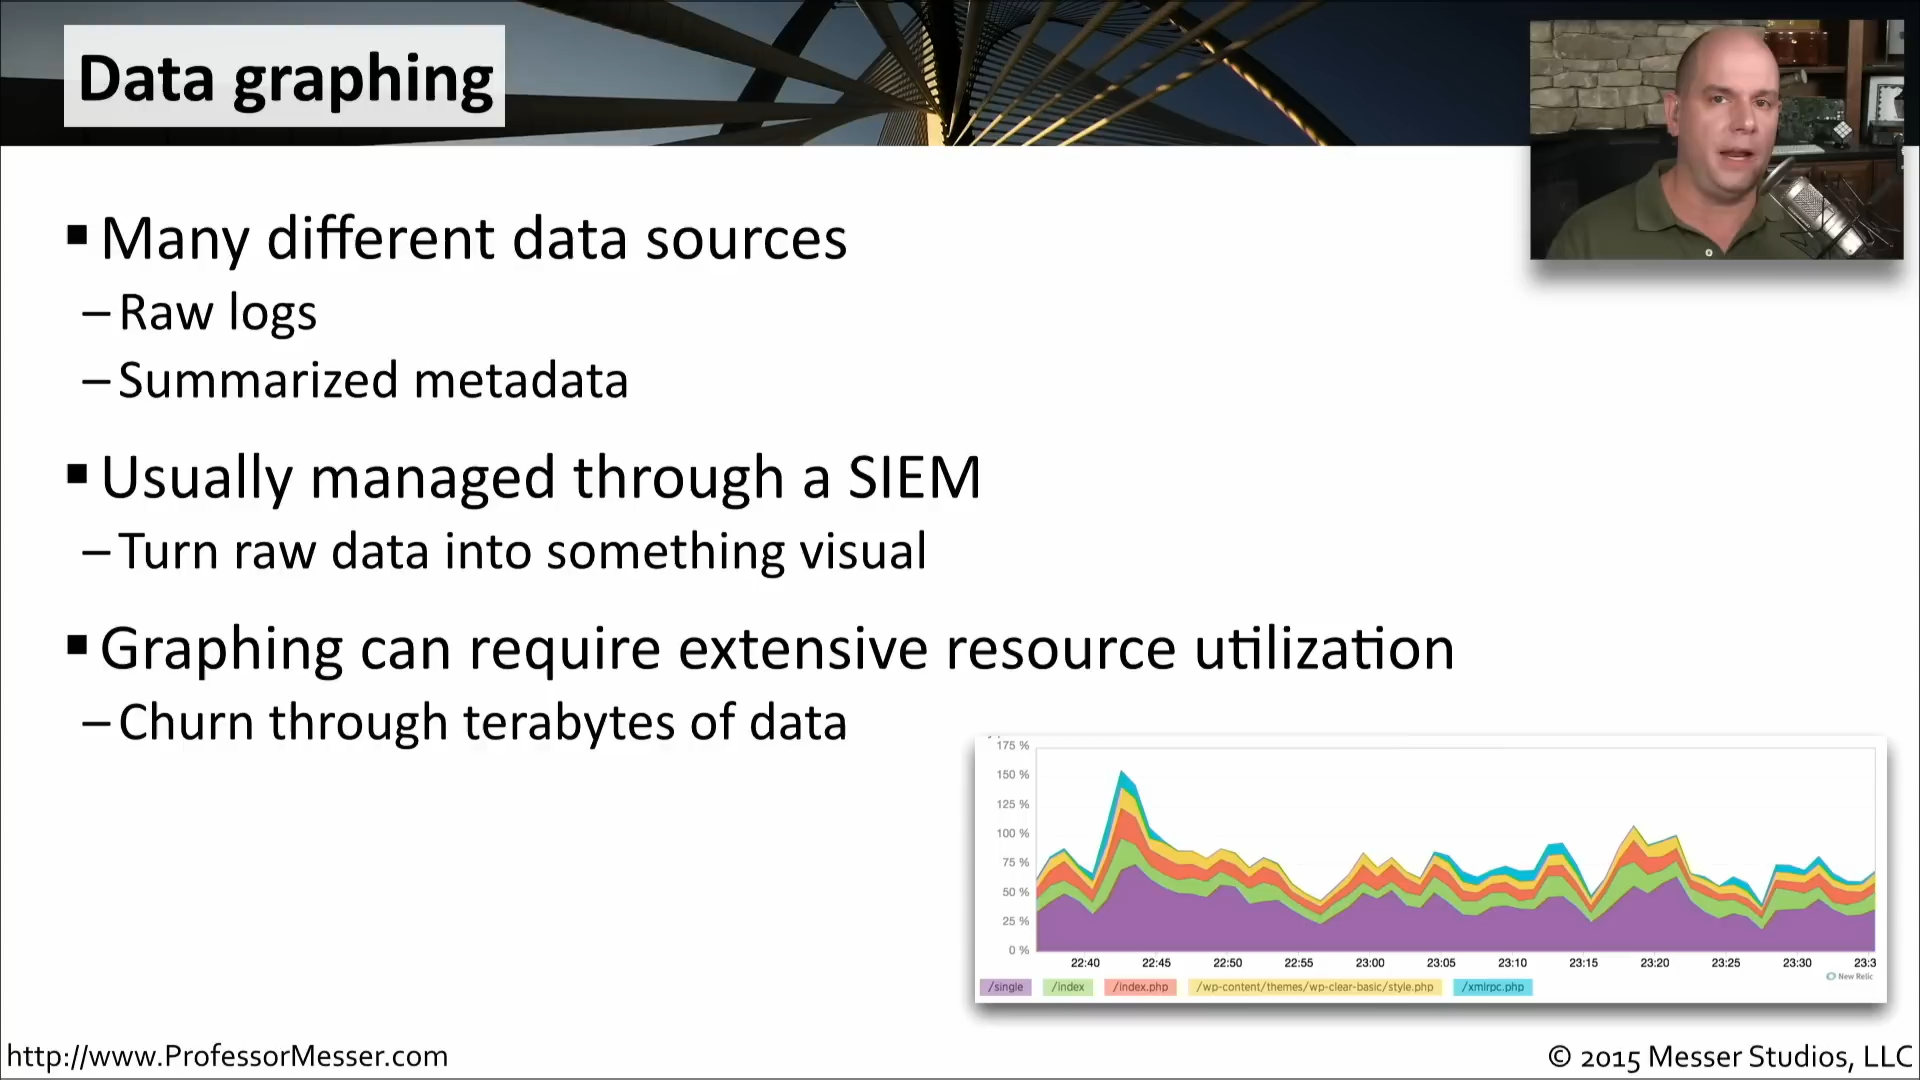 Data graphing
▪ Many different data sources
– Raw logs
– Summarized metadata
▪ Usually managed through a SIEM
– Turn raw data into something visual
▪ Graphing can require extensive resource utilization
– Churn through terabytes of data
175 %
150 %
125 %
100 %
75 %
50 %
25 %
0 %
22:40 22:45 22:50 22:55 23:00 23:05 23:10 23:15 23:20 23:25 23:30 23:3
New Relic
/single /index /index.php /wp-content/themes/wp-clear-basic/style.php /xmlrpc.php
http://www.ProfessorMesser.com
© 2015 Messer Studios, LLC